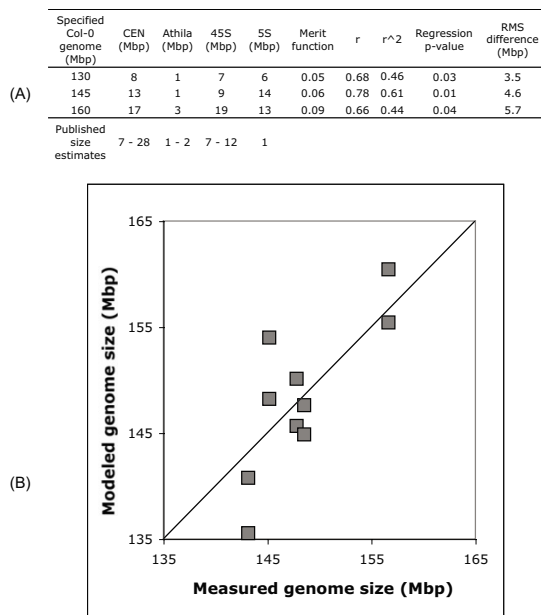 (A)
Specified Col-0 genome (Mbp) CEN (Mbp) Athila (Mbp) 45S (Mbp) 5S (Mbp) Merit function r r^2 Regression p-value RMS difference (Mbp)
130 8 1 7 6 0.05 0.68 0.46 0.03 3.5
145 13 1 9 14 0.06 0.78 0.61 0.01 4.6
160 17 3 19 13 0.09 0.66 0.44 0.04 5.7
Published size estimates 7 - 28 1 - 2 7 - 12 1
(B)
Modeled genome size (Mbp)
165
155
145
135
135 145 155 165
Measured genome size (Mbp)